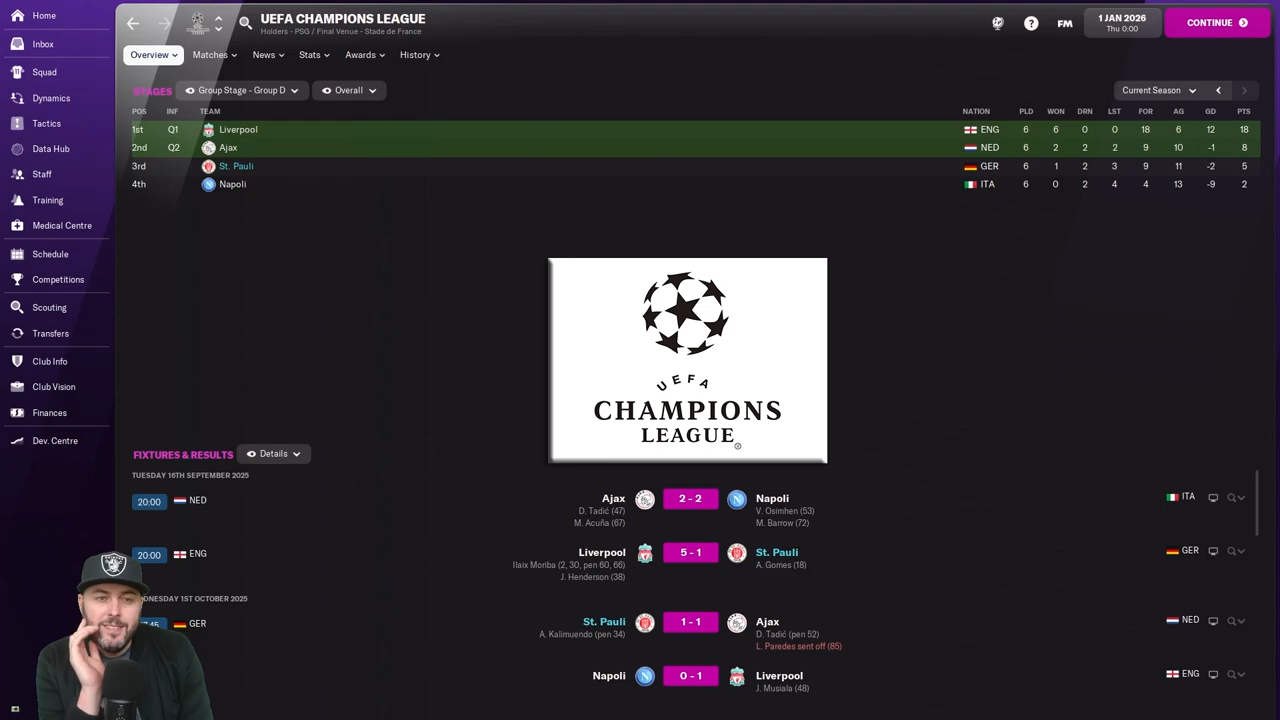 Home
UEFA CHAMPIONS LEAGUE
Holders - PSG / Final Venue - Stade de France
FM
1 JAN 2026
Thu 0:00
CONTINUE
Inbox
Squad
Dynamics
Tactics
Data Hub
Staff
Training
Medical Centre
Schedule
Competitions
Scouting
Transfers
Club Info
Club Vision
Finances
Dev. Centre
Overview Matches News Stats Awards History
STAGES Group Stage - Group D Overall Current Season
POS INF TEAM NATION PLD WON DRN LST FOR AG GD PTS
1st Q1 Liverpool ENG 6 6 0 0 18 6 12 18
2nd Q2 Ajax NED 6 2 2 2 9 10 -1 8
3rd St. Pauli GER 6 1 2 3 9 11 -2 5
4th Napoli ITA 6 0 2 4 4 13 -9 2
UEFA
CHAMPIONS
LEAGUE
FIXTURES & RESULTS Details
TUESDAY 16TH SEPTEMBER 2025
20:00 NED Ajax 2 - 2 Napoli ITA
D. Tadić (47) V. Osimhen (53)
M. Acuña (67) M. Barrow (72)
20:00 ENG Liverpool 5 - 1 St. Pauli GER
Ilaix Moriba (2, 30, pen 60, 66) A. Gomes (18)
J. Henderson (38)
DNESDAY 1ST OCTOBER 2025
GER St. Pauli 1 - 1 Ajax NED
A. Kalimuendo (pen 34) D. Tadić (pen 52)
L. Paredes sent off (85)
Napoli 0 - 1 Liverpool ENG
J. Musiala (48)